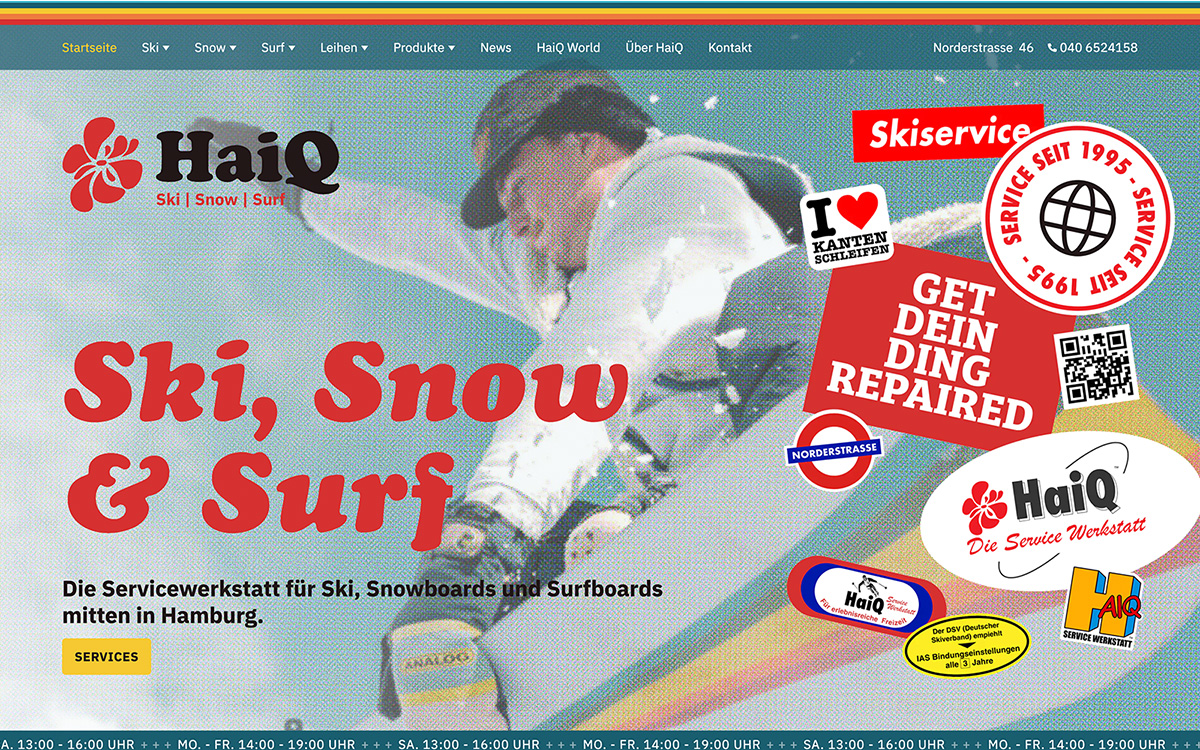 Startseite Ski Snow Surf Leihen Produkte News HaiQ World Über HaiQ Kontakt Norderstrasse 46 040 6524158
HaiQ
Ski | Snow | Surf
Ski, Snow
& Surf
Die Servicewerkstatt für Ski, Snowboards und Surfboards
mitten in Hamburg.
SERVICES
ANALOG
Skiservice
SERVICE SEIT 1995 - SERVICE SEIT 1995 -
I
KANTEN
SCHLEIFEN
GET
DEIN
DING
REPAIRED
NORDERSTRASSE
HaiQ
Die Service Werkstatt
HaiQ
Service
Werkstatt
Für erlebnisreiche Freizeit
HAIQ
SERVICE WERKSTATT
Der DSV (Deutscher
Skiverband) empiehlt
IAS Bindungseinstellungen
alle 3 Jahre
A. 13:00 - 16:00 UHR +++ MO. - FR. 14:00 - 19:00 UHR +++ SA. 13:00 - 16:00 UHR +++ MO. - FR. 14:00 - 19:00 UHR +++ SA. 13:00 - 16:00 UHR +++ MO. - FR. 14:00 - 19:00 UHR ++